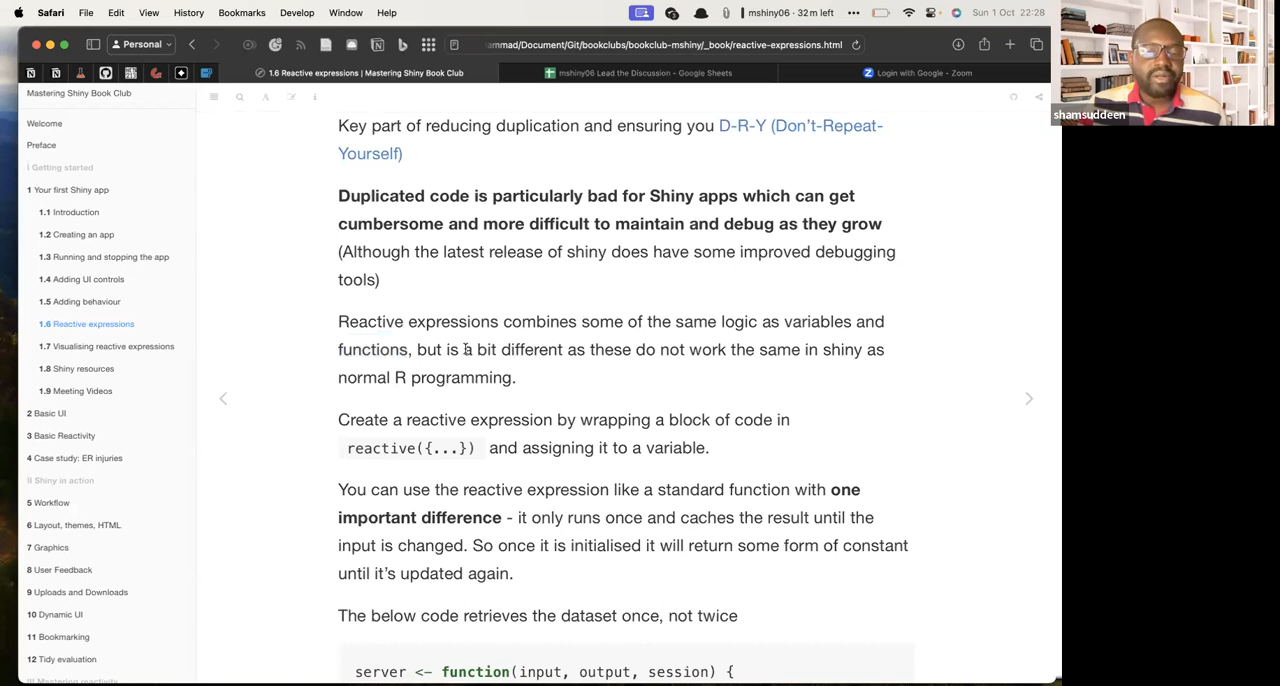 Safari File Edit View History Bookmarks Develop Window Help mshiny06 · 32m left ••• Sun 1 Oct 22:28
Personal
ammad/Document/Git/bookclubs/bookclub-mshiny/_book/reactive-expressions.html
1.6 Reactive expressions | Mastering Shiny Book Club
mshiny06 Lead the Discussion - Google Sheets
Login with Google - Zoom
shamsuddeen
Mastering Shiny Book Club
Welcome
Preface
I Getting started
1 Your first Shiny app
1.1 Introduction
1.2 Creating an app
1.3 Running and stopping the app
1.4 Adding UI controls
1.5 Adding behaviour
1.6 Reactive expressions
1.7 Visualising reactive expressions
1.8 Shiny resources
1.9 Meeting Videos
2 Basic UI
3 Basic Reactivity
4 Case study: ER injuries
II Shiny in action
5 Workflow
6 Layout, themes, HTML
7 Graphics
8 User Feedback
9 Uploads and Downloads
10 Dynamic UI
11 Bookmarking
12 Tidy evaluation
III Mastering reactivity
Key part of reducing duplication and ensuring you D-R-Y (Don't-Repeat-
Yourself)
Duplicated code is particularly bad for Shiny apps which can get
cumbersome and more difficult to maintain and debug as they grow
(Although the latest release of shiny does have some improved debugging
tools)
Reactive expressions combines some of the same logic as variables and
functions, but is a bit different as these do not work the same in shiny as
normal R programming.
Create a reactive expression by wrapping a block of code in
reactive({...}) and assigning it to a variable.
You can use the reactive expression like a standard function with one
important difference - it only runs once and caches the result until the
input is changed. So once it is initialised it will return some form of constant
until it's updated again.
The below code retrieves the dataset once, not twice
server <- function(input, output, session) {